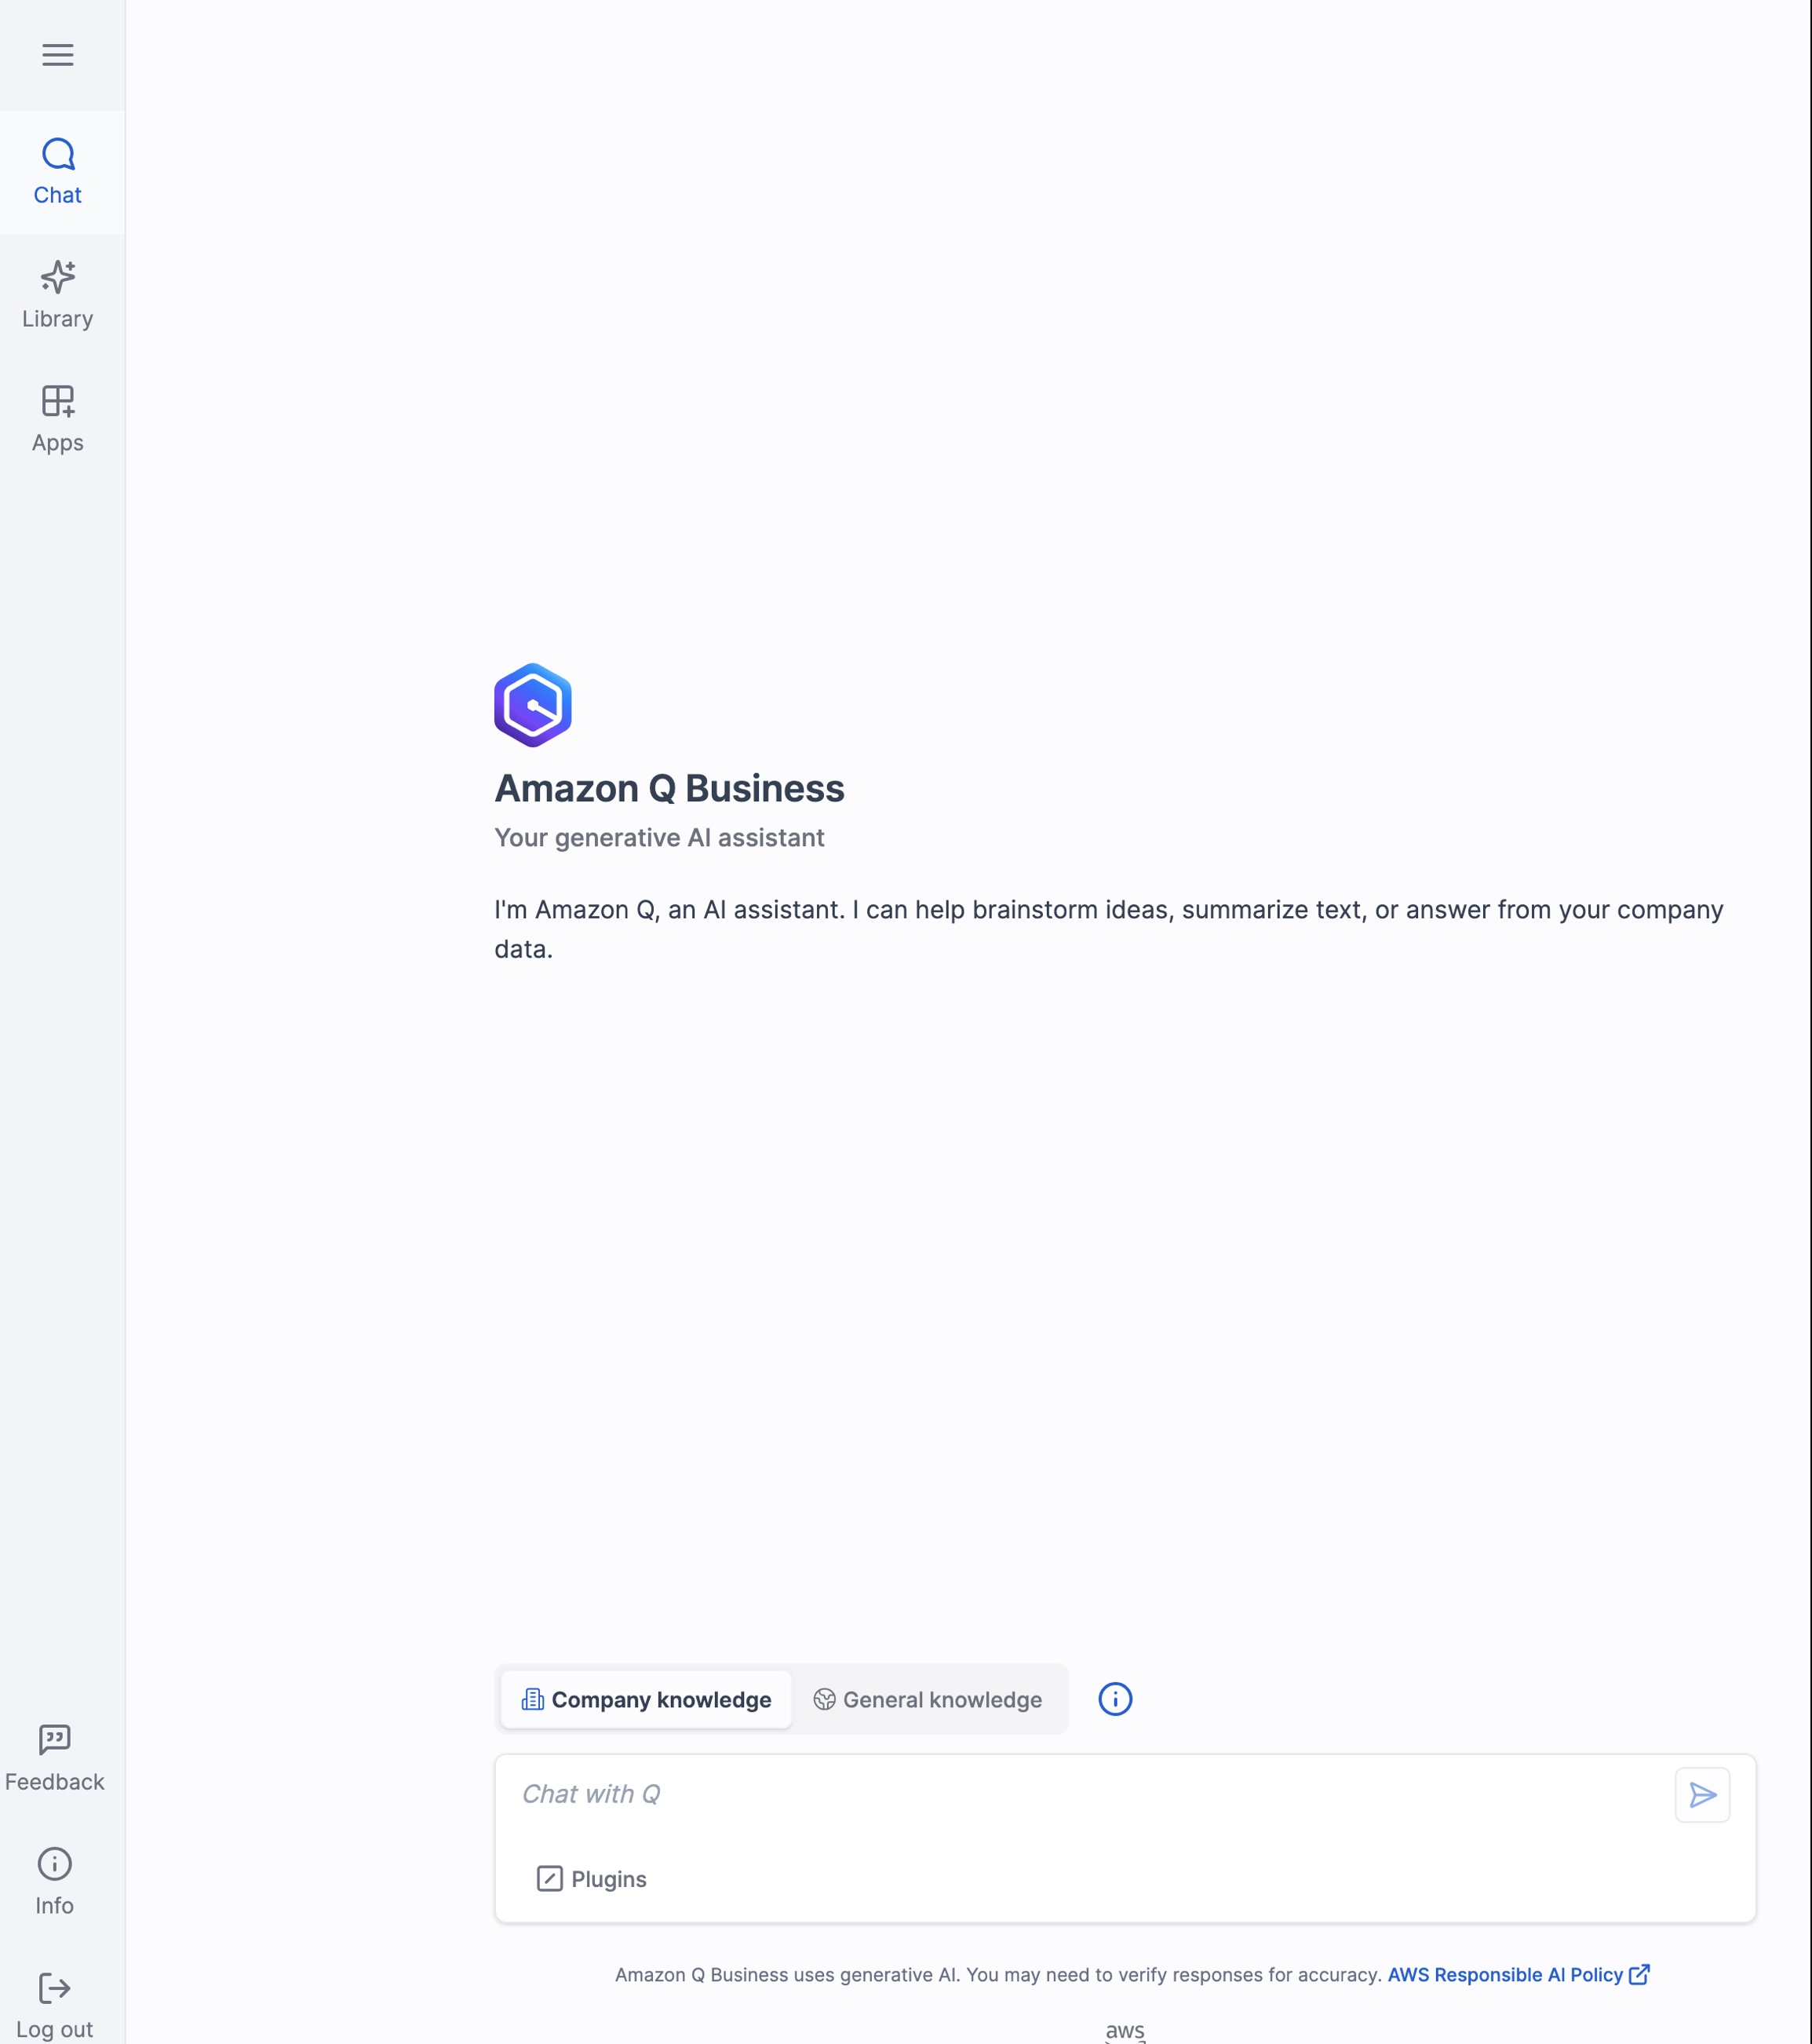 Chat
Library
Apps
Amazon Q Business
Your generative AI assistant
I'm Amazon Q, an AI assistant. I can help brainstorm ideas, summarize text, or answer from your company
data.
Company knowledge
General knowledge
Chat with Q
Plugins
Feedback
Info
Log out
Amazon Q Business uses generative AI. You may need to verify responses for accuracy. AWS Responsible AI Policy
aws